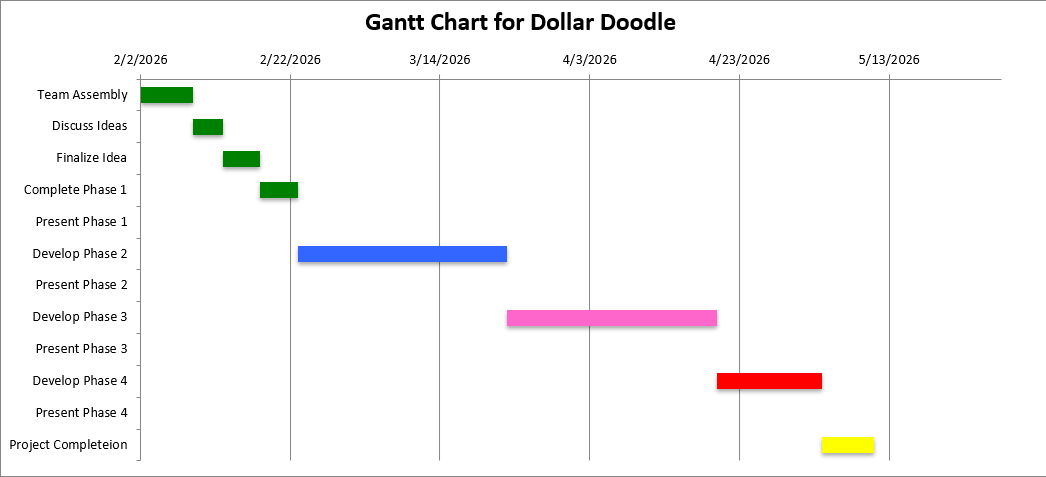 Gantt Chart for Dollar Doodle
2/2/2026 2/22/2026 3/14/2026 4/3/2026 4/23/2026 5/13/2026
Team Assembly
Discuss Ideas
Finalize Idea
Complete Phase 1
Present Phase 1
Develop Phase 2
Present Phase 2
Develop Phase 3
Present Phase 3
Develop Phase 4
Present Phase 4
Project Completeion